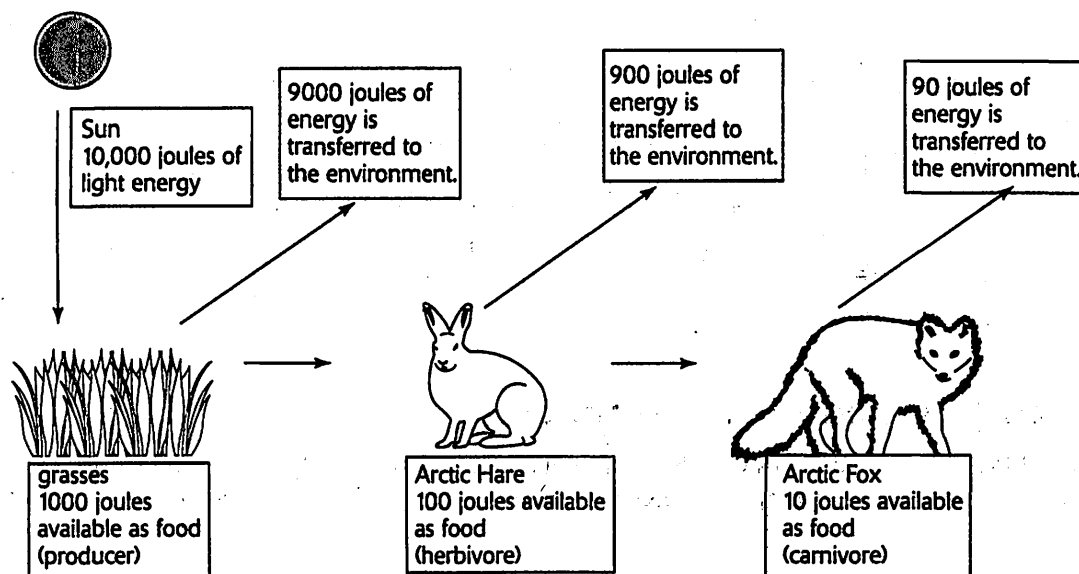 Sun
10,000 joules of
light energy
9000 joules of
energy is
transferred to
the environment.
900 joules of
energy is
transferred to
the environment.
90 joules of
energy is
transferred to
the environment.
grasses
1000 joules
available as food
(producer)
Arctic Hare
100 joules available
as food
(herbivore)
Arctic Fox
10 joules available
as food
(carnivore)